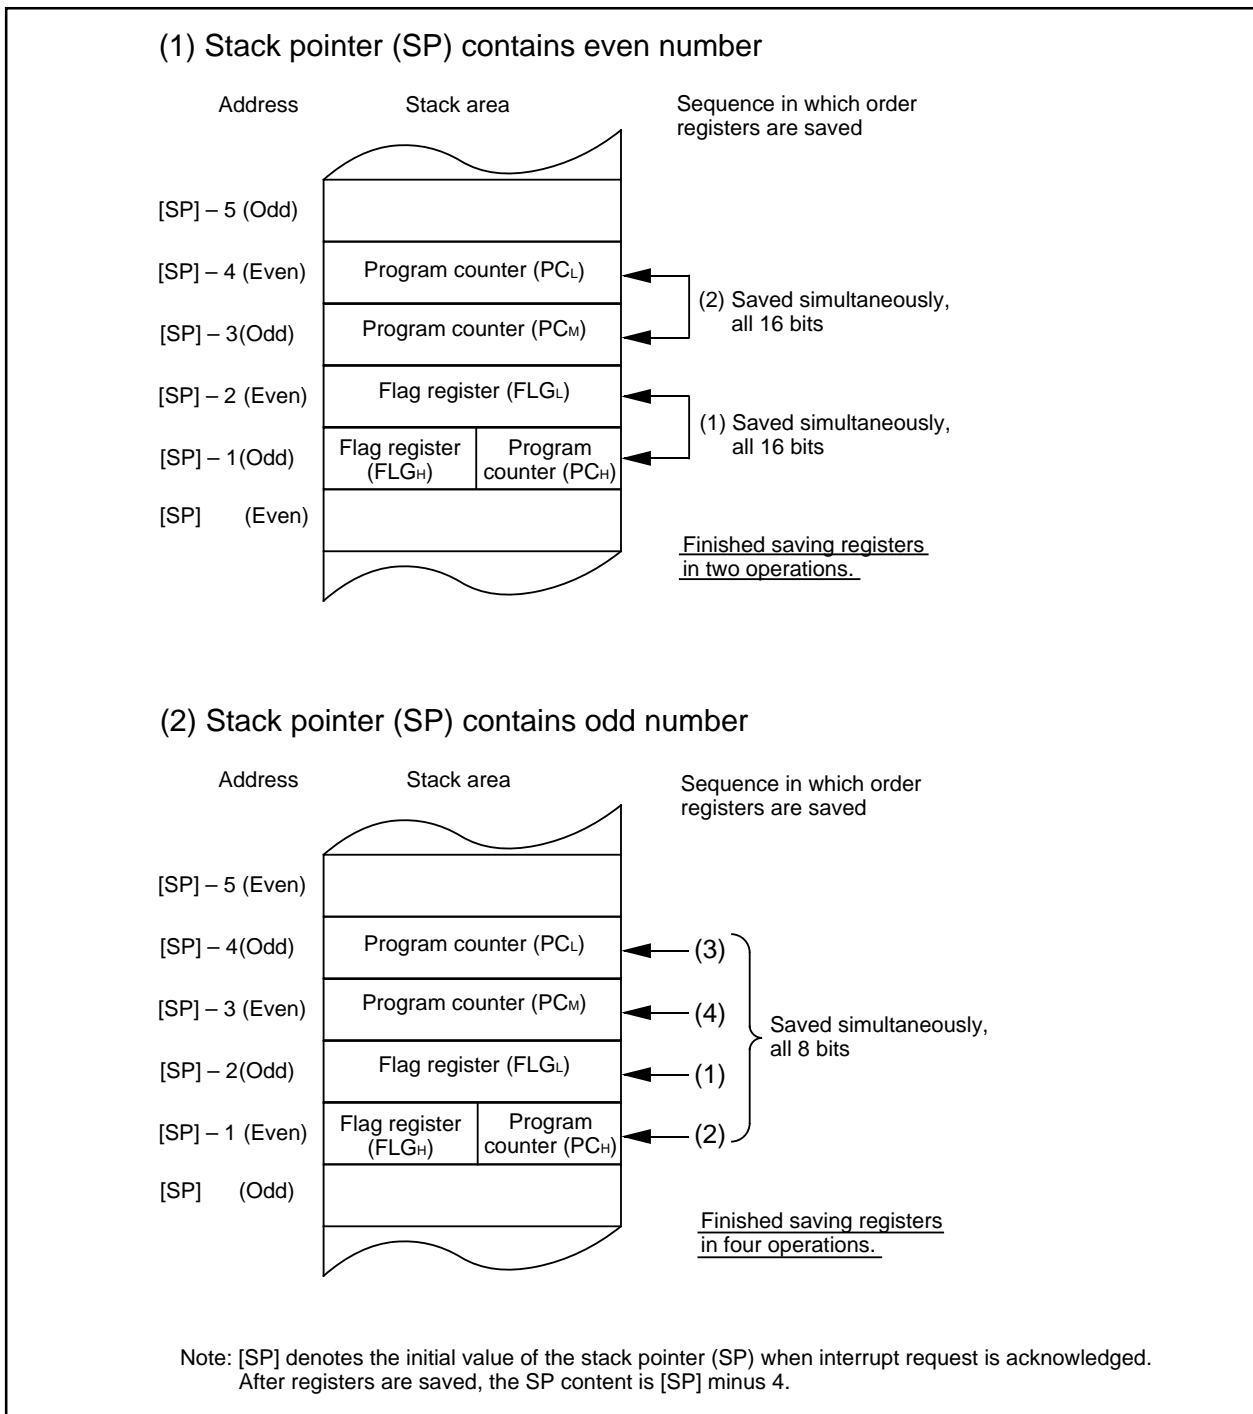 (1) Stack pointer (SP) contains even number
Address
Stack area
Sequence in which order
registers are saved
[SP] – 5 (Odd)
[SP] – 4 (Even)
Program counter (PCL)
[SP] – 3(Odd)
Program counter (PCM)
(2) Saved simultaneously,
all 16 bits
[SP] – 2 (Even)
Flag register (FLGL)
[SP] – 1(Odd)
Flag register
(FLGH)
Program
counter (PCH)
(1) Saved simultaneously,
all 16 bits
[SP] (Even)
Finished saving registers
in two operations.
(2) Stack pointer (SP) contains odd number
Address
Stack area
Sequence in which order
registers are saved
[SP] – 5 (Even)
[SP] – 4(Odd)
Program counter (PCL)
(3)
[SP] – 3 (Even)
Program counter (PCM)
(4)
Saved simultaneously,
all 8 bits
[SP] – 2(Odd)
Flag register (FLGL)
(1)
[SP] – 1 (Even)
Flag register
(FLGH)
Program
counter (PCH)
(2)
[SP] (Odd)
Finished saving registers
in four operations.
Note: [SP] denotes the initial value of the stack pointer (SP) when interrupt request is acknowledged.
After registers are saved, the SP content is [SP] minus 4.